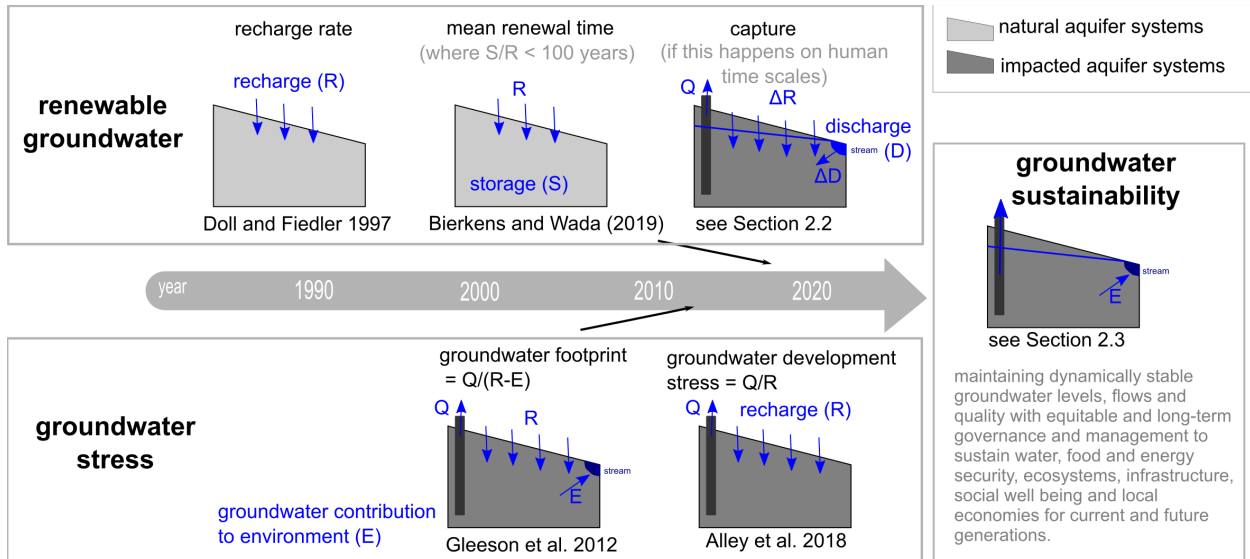 renewable
groundwater
recharge rate
recharge (R)
Doll and Fiedler 1997
mean renewal time
(where S/R < 100 years)
R
storage (S)
Bierkens and Wada (2019)
capture
(if this happens on human
time scales)
Q
ΔR
discharge
(D)
stream
ΔD
see Section 2.2
natural aquifer systems
impacted aquifer systems
year
1990
2000
2010
2020
groundwater
stress
groundwater footprint
= Q/(R-E)
Q
R
stream
E
groundwater contribution
to environment (E)
Gleeson et al. 2012
groundwater development
stress = Q/R
Q
recharge (R)
Alley et al. 2018
groundwater
sustainability
stream
E
see Section 2.3
maintaining dynamically stable
groundwater levels, flows and
quality with equitable and long-term
governance and management to
sustain water, food and energy
security, ecosystems, infrastructure,
social well being and local
economies for current and future
generations.